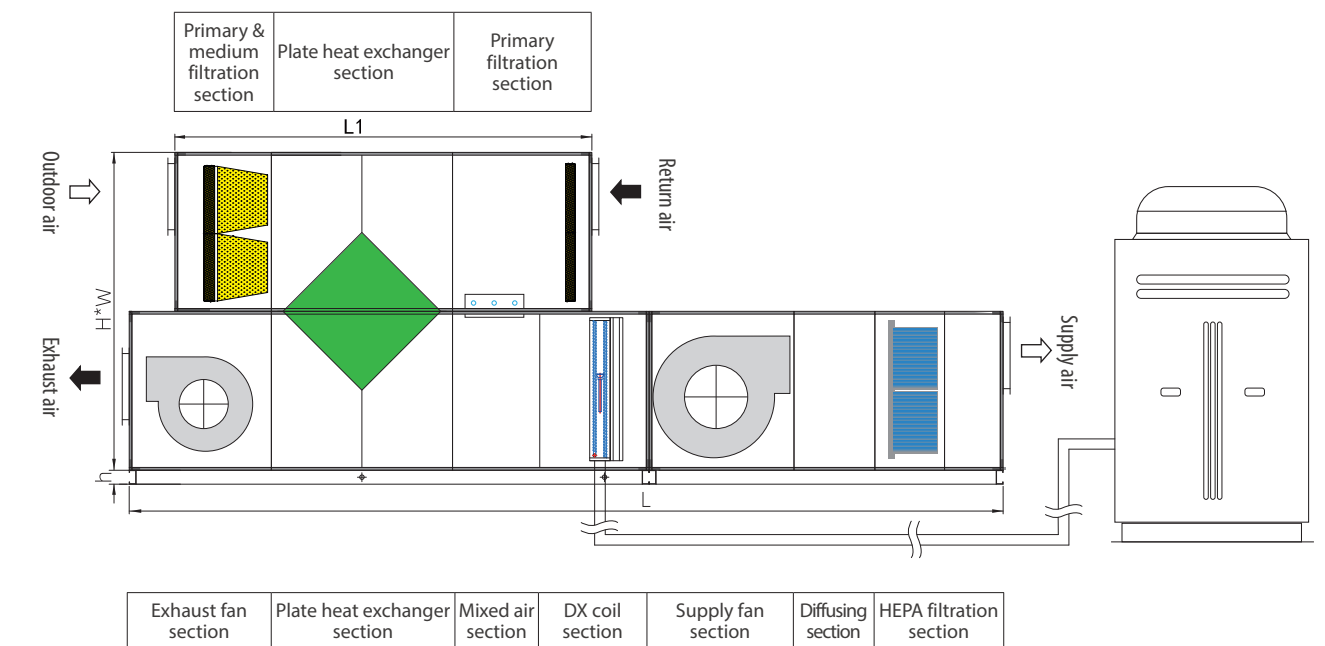 Primary &
medium
filtration
section
Plate heat exchanger
section
Primary
filtration
section
L1
Outdoor air
Return air
W*H
Exhaust air
Supply air
h
L
Exhaust fan
section
Plate heat exchanger
section
Mixed air
section
DX coil
section
Supply fan
section
Diffusing
section
HEPA filtration
section